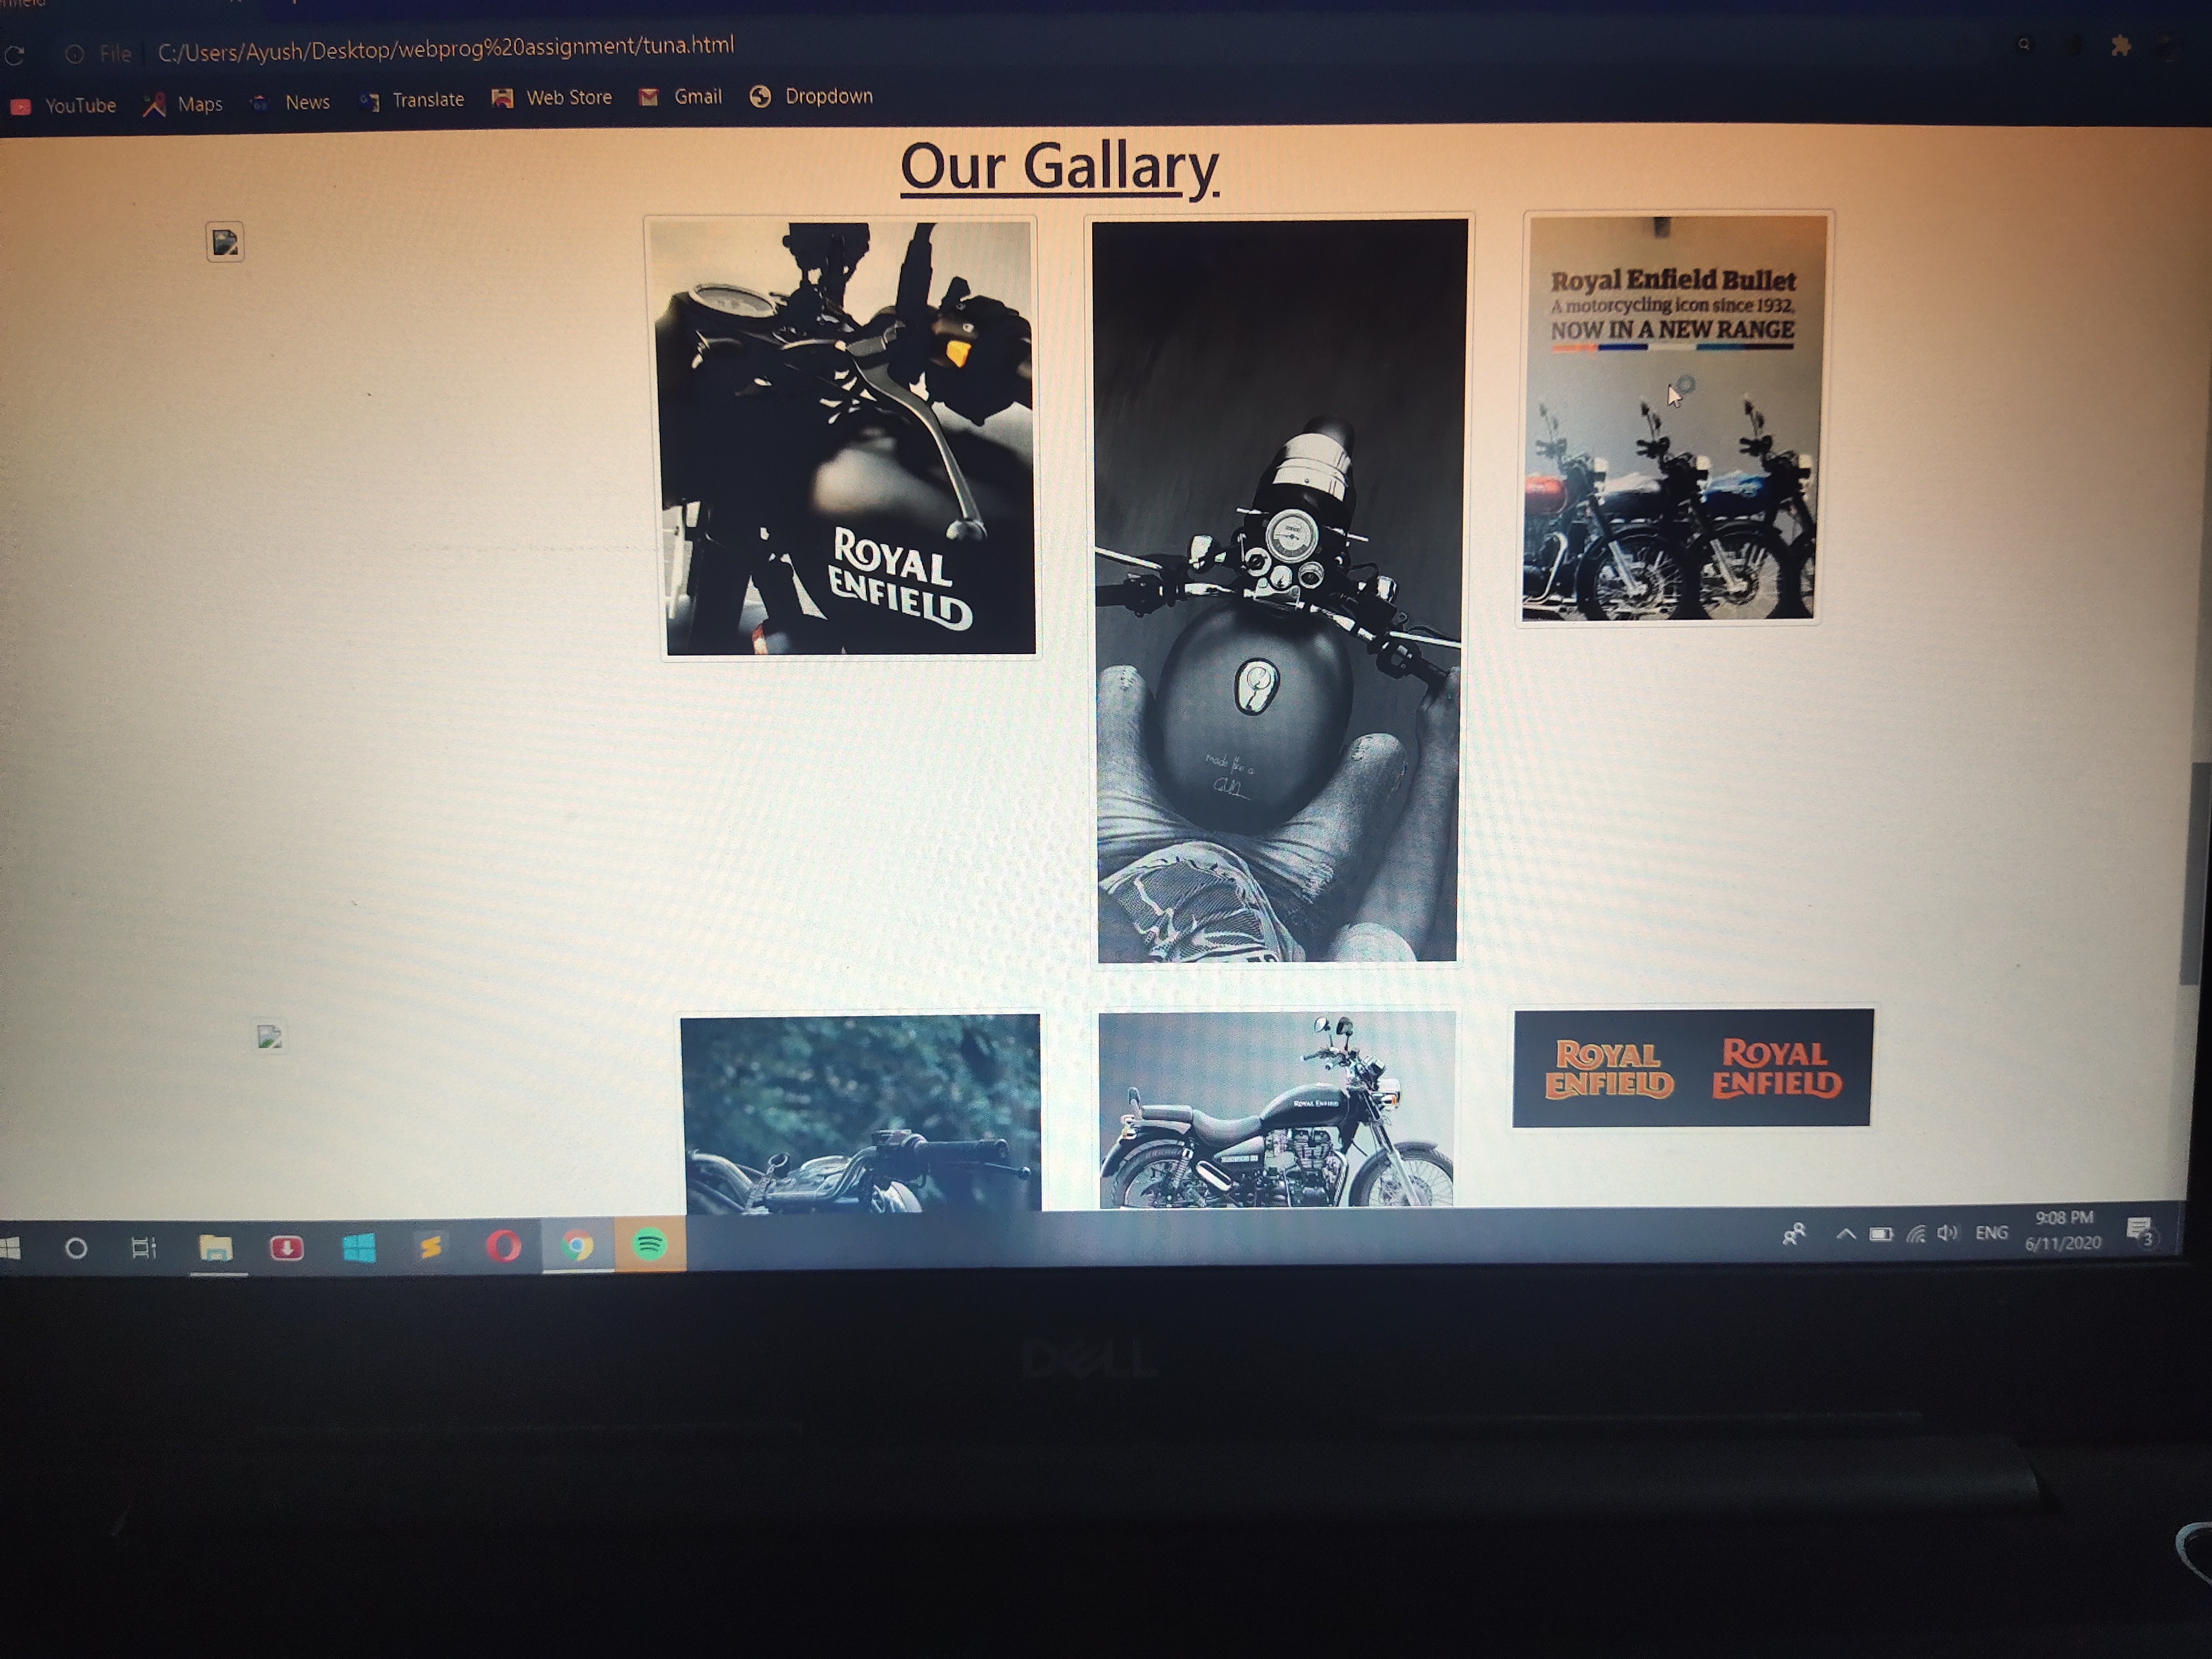 File C:/Users/Ayush/Desktop/webprog%20assignment/tuna.html
YouTube Maps News Translate Web Store Gmail Dropdown
Our Gallary
ROYAL
ENFIELD
made like a
GUN
Royal Enfield Bullet
A motorcycling icon since 1932,
NOW IN A NEW RANGE
ROYAL ENFIELD
ROYAL
ENFIELD
ROYAL
ENFIELD
ENG
9:08 PM
6/11/2020
3
DELL